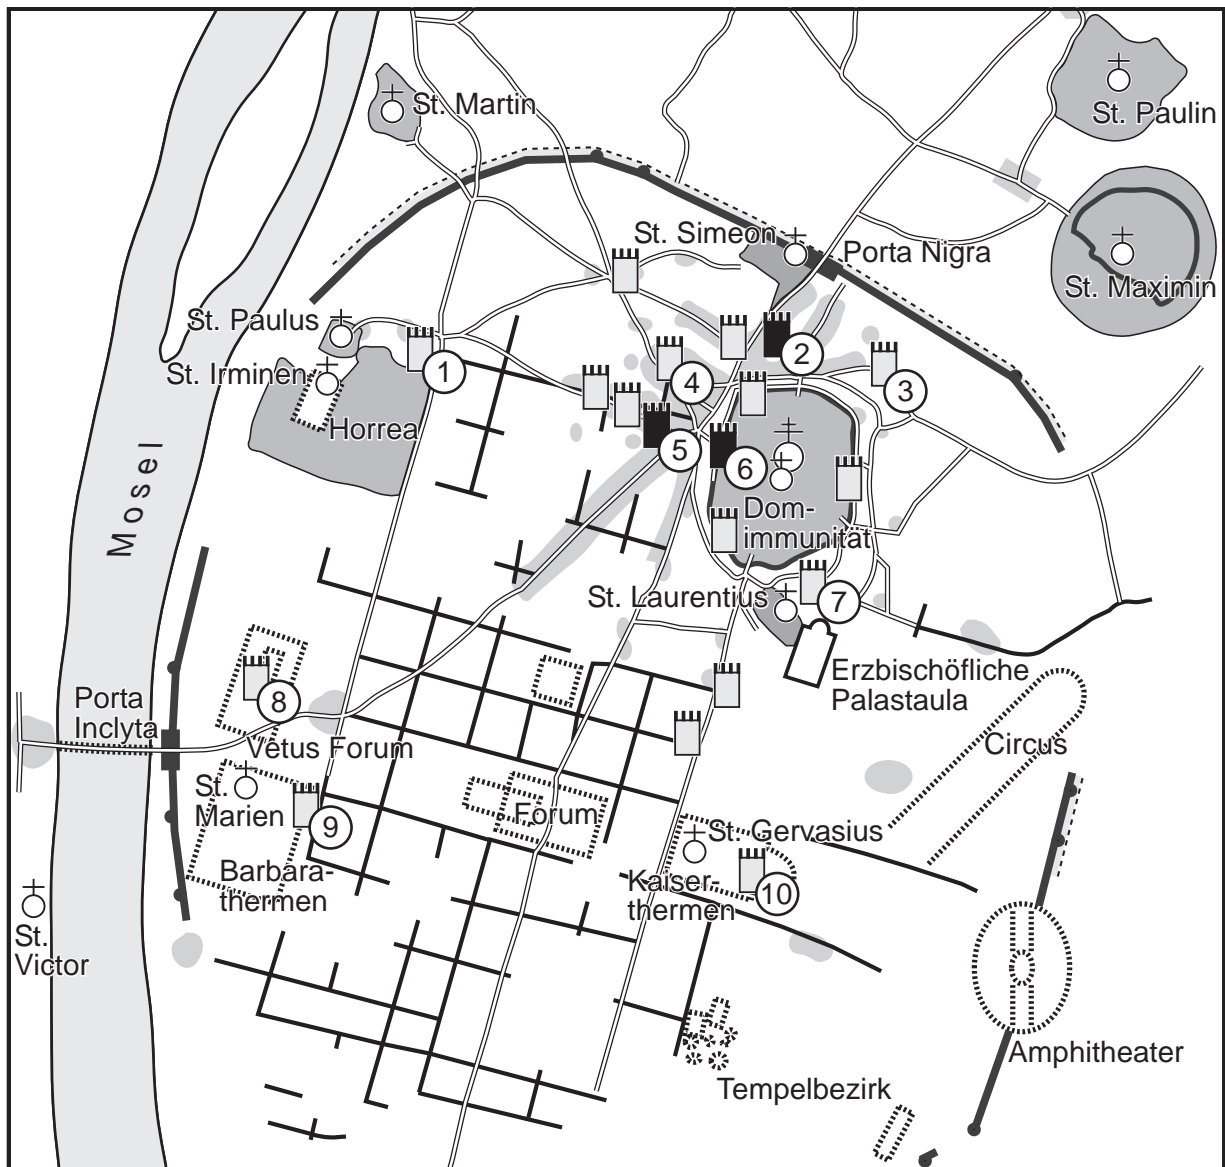 St. Martin
St. Paulin
St. Simeon
Porta Nigra
St. Maximin
St. Paulus
St. Irminen
Horrea
1
2
3
4
5
6
Mosel
Dom-
immunität
St. Laurentius
7
Erzbischöfliche
Palastaula
8
Porta
Inclyta
Vetus Forum
Circus
St.
Marien
9
Forum
St. Gervasius
Barbara-
thermen
Kaiser-
thermen
10
St.
Victor
Amphitheater
Tempelbezirk